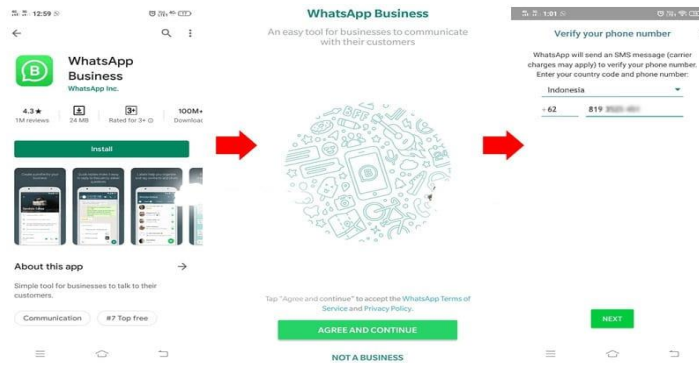 12:59
WhatsApp
Business
WhatsApp Inc.
4.3★
1M reviews
24 MB
3+
Rated for 3+
100M+
Downloads
Install
About this app
Simple tool for businesses to talk to their
customers.
Communication
#7 Top free
WhatsApp Business
An easy tool for businesses to communicate
with their customers
Tap "Agree and continue" to accept the WhatsApp Terms of
Service and Privacy Policy.
AGREE AND CONTINUE
NOT A BUSINESS
1:01
Verify your phone number
WhatsApp will send an SMS message (carrier
charges may apply) to verify your phone number.
Enter your country code and phone number:
Indonesia
+ 62 819
NEXT